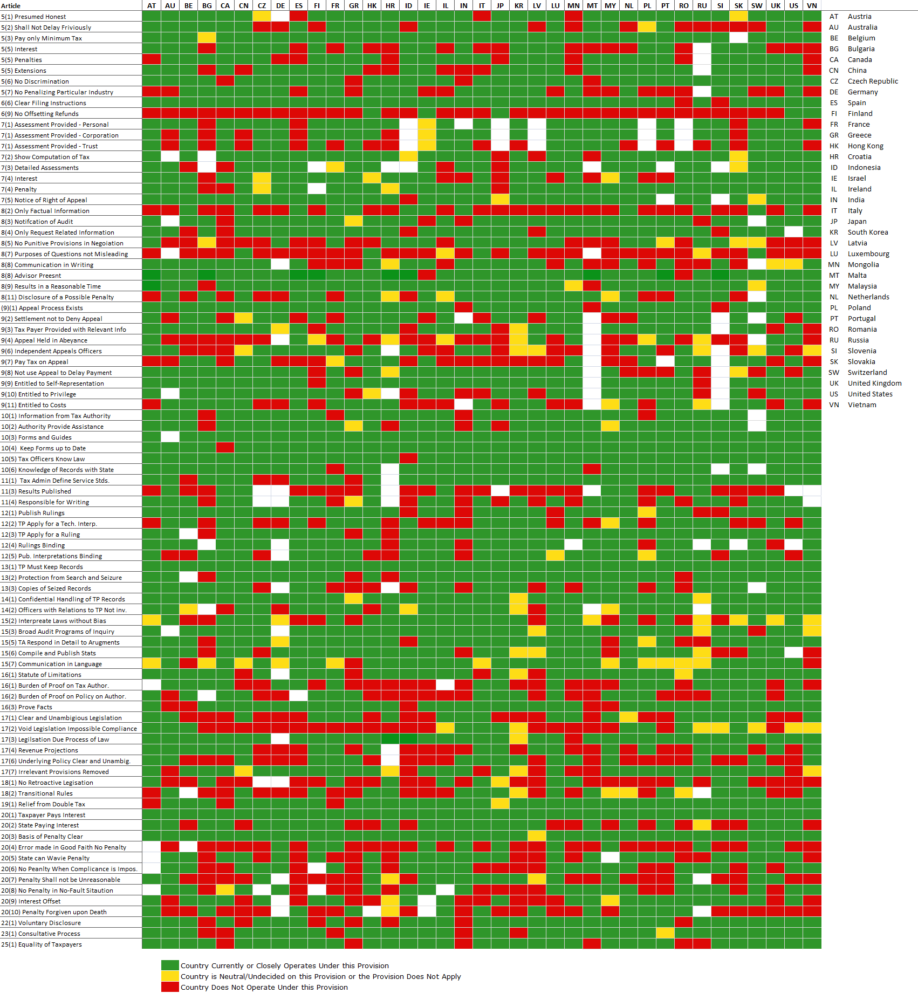 Article AT AU BE BG CA CN CZ DE ES FI FR GR HK HR ID IE IL IN IT JP KR LV LU MN MT MY NL PL PT RO RU SI SK SW UK US VN
5(1) Presumed Honest
AT Austria
5(2) Shall Not Delay Friviously
AU Australia
5(3) Pay only Minimum Tax
BE Belgium
5(5) Interest
BG Bulgaria
5(5) Penalties
CA Canada
5(5) Extensions
CN China
5(6) No Discrimination
CZ Czech Republic
5(7) No Penalizing Particular Industry
DE Germany
6(6) Clear Filing Instructions
ES Spain
6(9) No Offsetting Refunds
FI Finland
7(1) Assessment Provided - Personal
FR France
7(1) Assessment Provided - Corporation
GR Greece
7(1) Assessment Provided - Trust
HK Hong Kong
7(2) Show Computation of Tax
HR Croatia
7(3) Detailed Assessments
ID Indonesia
7(4) Interest
IE Israel
7(4) Penalty
IL Ireland
7(5) Notice of Right of Appeal
IN India
8(2) Only Factual Information
IT Italy
8(3) Notifcation of Audit
JP Japan
8(4) Only Request Related Information
KR South Korea
8(5) No Punitive Provisions in Negoiation
LV Latvia
8(7) Purposes of Questions not Misleading
LU Luxembourg
8(8) Communication in Writing
MN Mongolia
8(8) Advisor Preesnt
MT Malta
8(9) Results in a Reasonable Time
MY Malaysia
8(11) Disclosure of a Possible Penalty
NL Netherlands
(9)(1) Appeal Process Exists
PL Poland
9(2) Settlement not to Deny Appeal
PT Portugal
9(3) Tax Payer Provided with Relevant Info
RO Romania
9(4) Appeal Held in Abeyance
RU Russia
9(6) Independent Appeals Officers
SI Slovenia
9(7) Pay Tax on Appeal
SK Slovakia
9(8) Not use Appeal to Delay Payment
SW Switzerland
9(9) Entitled to Self-Representation
UK United Kingdom
9(10) Entitled to Privilege
US United States
9(11) Entitled to Costs
VN Vietnam
10(1) Information from Tax Authority
10(2) Authority Provide Assistance
10(3) Forms and Guides
10(4) Keep Forms up to Date
10(5) Tax Officers Know Law
10(6) Knowledge of Records with State
11(1) Tax Admin Define Service Stds.
11(3) Results Published
11(4) Responsible for Writing
12(1) Publish Rulings
12(2) TP Apply for a Tech. Interp.
12(3) TP Apply for a Ruling
12(4) Rulings Binding
12(5) Pub. Interpretations Binding
13(1) TP Must Keep Records
13(2) Protection from Search and Seizure
13(3) Copies of Seized Records
14(1) Confidential Handling of TP Records
14(2) Officers with Relations to TP Not inv.
15(2) Interpreate Laws without Bias
15(3) Broad Audit Programs of Inquiry
15(5) TA Respond in Detail to Arugments
15(6) Compile and Publish Stats
15(7) Communication in Language
16(1) Statute of Limitations
16(1) Burden of Proof on Tax Author.
16(2) Burden of Proof on Policy on Author.
16(3) Prove Facts
17(1) Clear and Unambigious Legislation
17(2) Void Legislation Impossible Compliance
17(3) Legilsation Due Process of Law
17(4) Revenue Projections
17(6) Underlying Policy Clear and Unambig.
17(7) Irrelevant Provisions Removed
18(1) No Retroactive Legisation
18(2) Transitional Rules
19(1) Relief from Double Tax
20(1) Taxpayer Pays Interest
20(2) State Paying Interest
20(3) Basis of Penalty Clear
20(4) Error made in Good Faith No Penalty
20(5) State can Wavie Penalty
20(6) No Peanlty When Complicance is Impos.
20(7) Penalty Shall not be Unreasonable
20(8) No Penalty in No-Fault Sitaution
20(9) Interest Offset
20(10) Penalty Forgiven upon Death
22(1) Voluntary Disclosure
23(1) Consultative Process
25(1) Equality of Taxpayers
Country Currently or Closely Operates Under this Provision
Country is Neutral/Undecided on this Provision or the Provision Does Not Apply
Country Does Not Operate Under this Provision